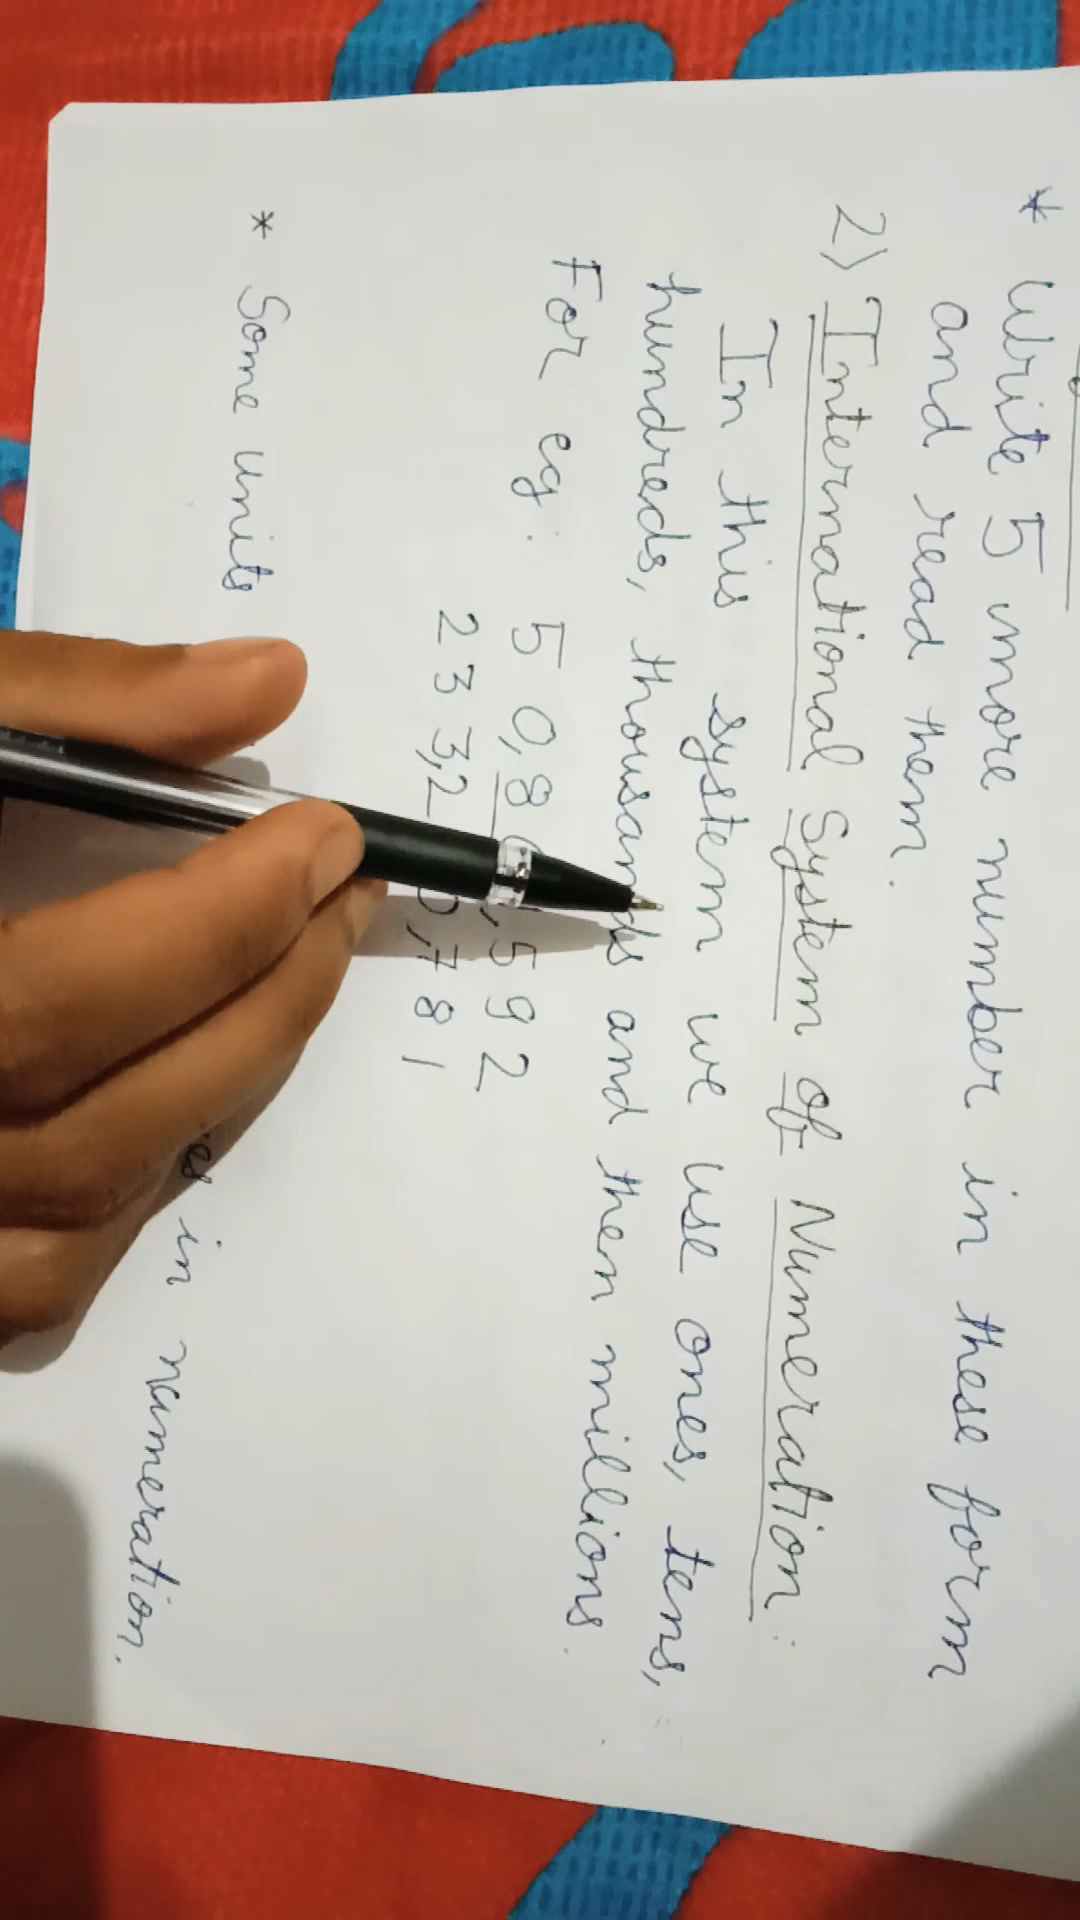 * Write 5 more number in these form
and read them.
2) International System of Numeration :
In this system we use ones, tens,
hundreds, thousands and then millions.
For eg : 5 0, 8
,5 9 2
2 3 3,2
,7 8 1
* Some units
in numeration.